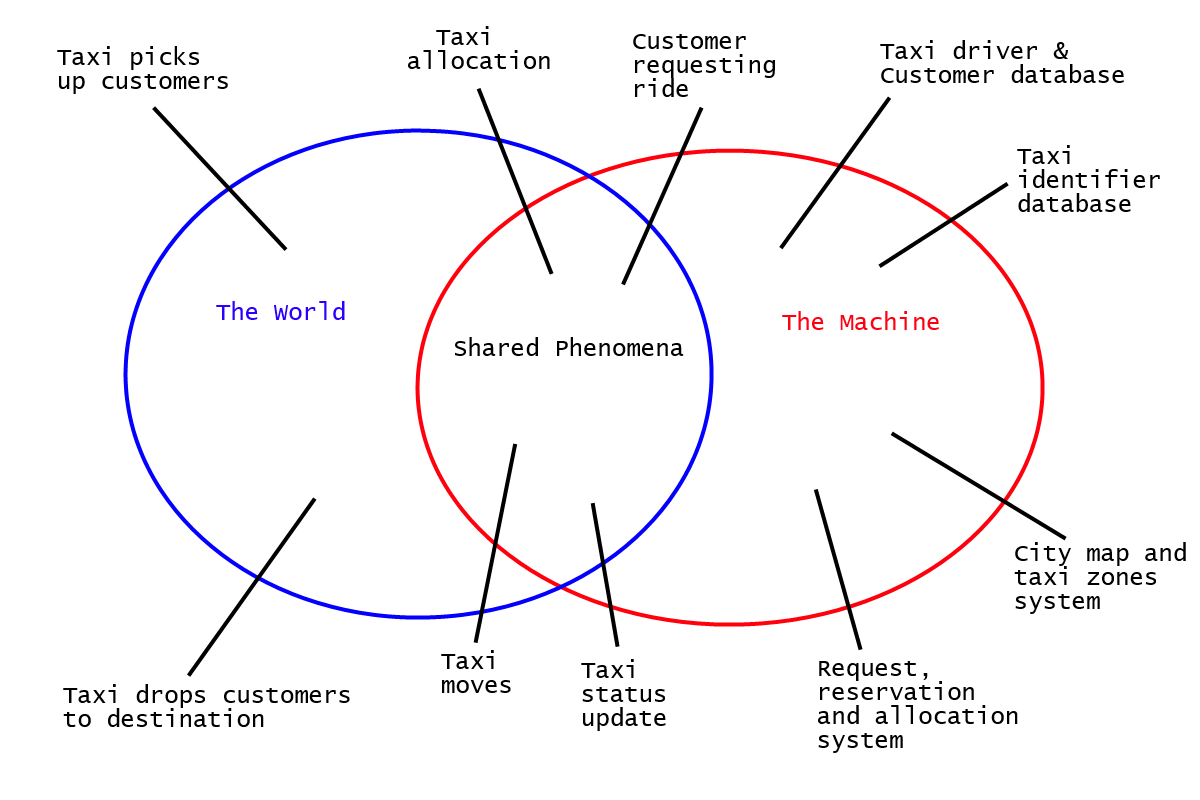 Taxi picks
up customers
Taxi
allocation
Customer
requesting
ride
Taxi driver &
Customer database
Taxi
identifier
database
The World
Shared Phenomena
The Machine
City map and
taxi zones
system
Taxi drops customers
to destination
Taxi
moves
Taxi
status
update
Request,
reservation
and allocation
system